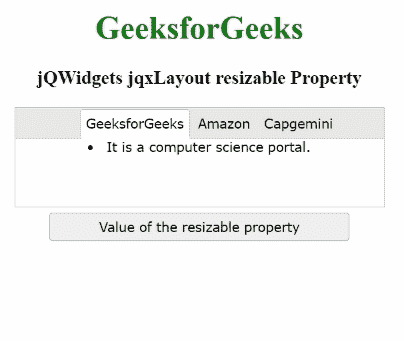 GeeksforGeeks
jQWidgets jqxLayout resizable Property
GeeksforGeeks Amazon Capgemini
• It is a computer science portal.
Value of the resizable property